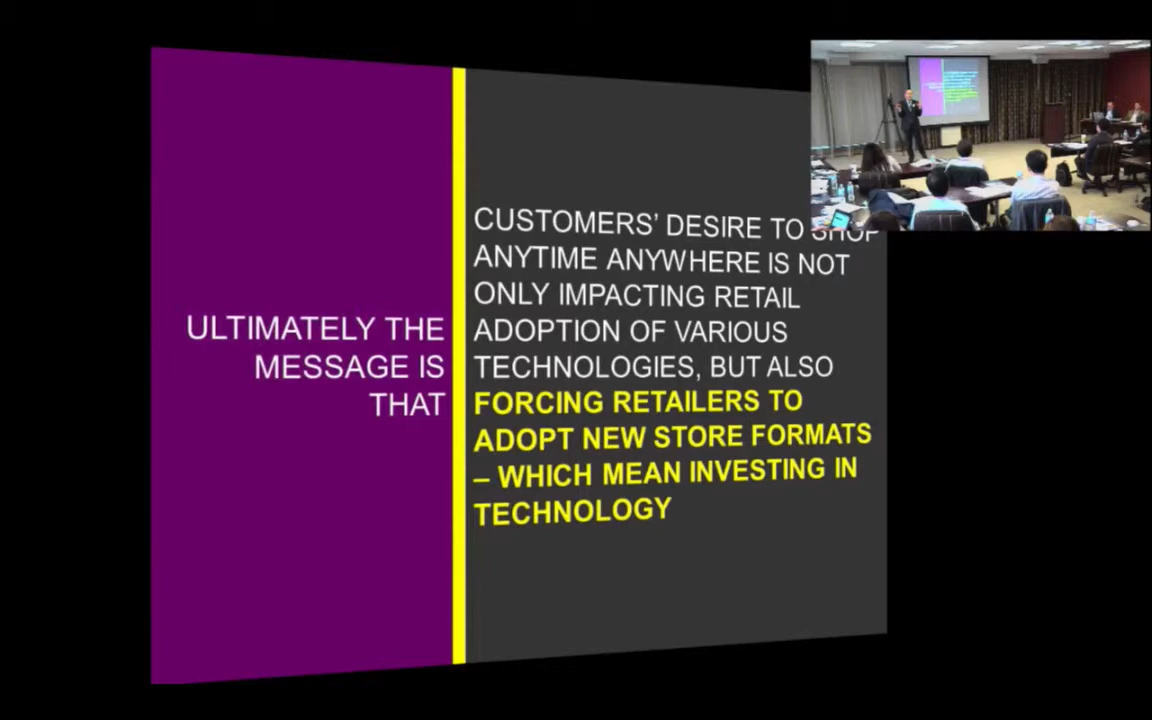 ULTIMATELY THE
MESSAGE IS
THAT
CUSTOMERS’ DESIRE TO SHOP
ANYTIME ANYWHERE IS NOT
ONLY IMPACTING RETAIL
ADOPTION OF VARIOUS
TECHNOLOGIES, BUT ALSO
FORCING RETAILERS TO
ADOPT NEW STORE FORMATS
– WHICH MEAN INVESTING IN
TECHNOLOGY